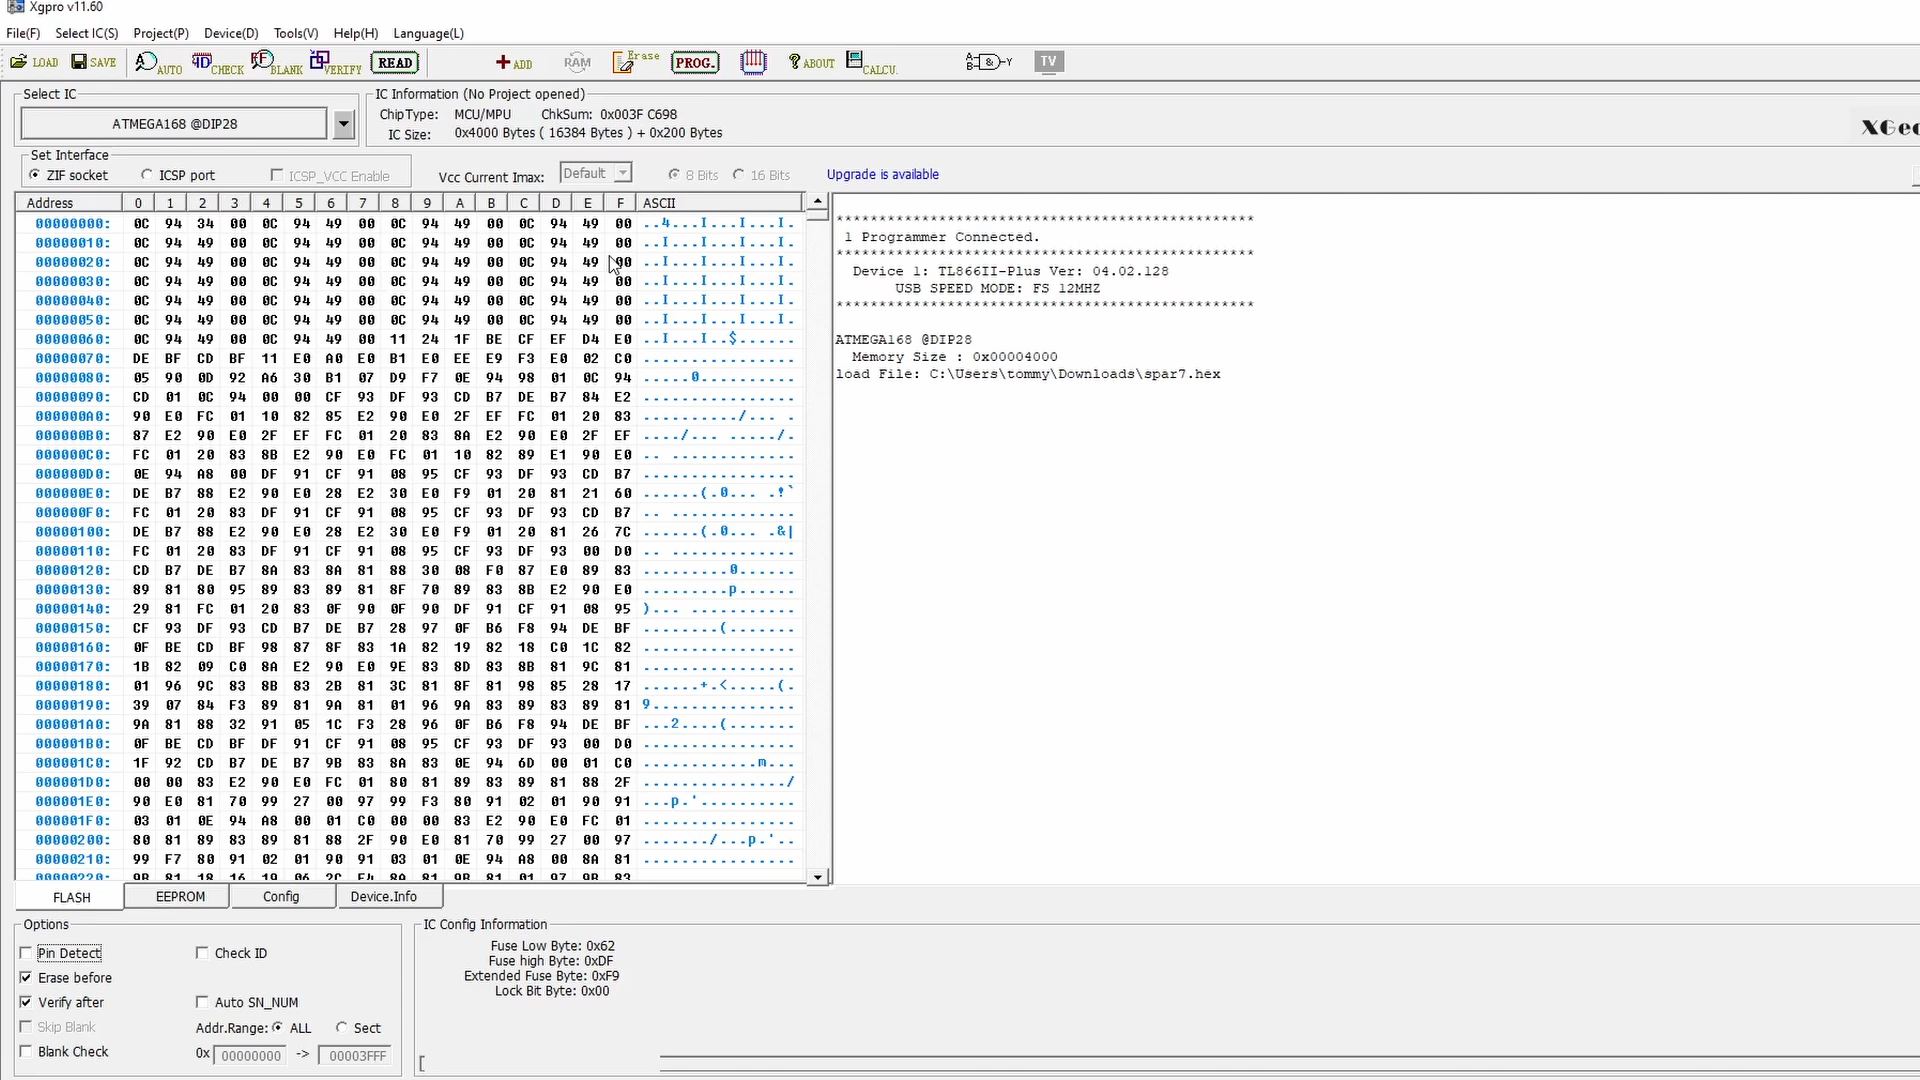 Xgpro v11.60
File(F) Select IC(S) Project(P) Device(D) Tools(V) Help(H) Language(L)
LOAD SAVE AUTO CHECK BLANK VERIFY READ ADD RAM Erase PROG. ABOUT CALCU. TV
Select IC
ATMEGA168 @DIP28
IC Information (No Project opened)
ChipType: MCU/MPU ChkSum: 0x003F C698
IC Size: 0x4000 Bytes ( 16384 Bytes ) + 0x200 Bytes
Set Interface
ZIF socket ICSP port ICSP_VCC Enable Vcc Current Imax: Default 8 Bits 16 Bits Upgrade is available
Address 0 1 2 3 4 5 6 7 8 9 A B C D E F ASCII
00000000: 0C 94 34 00 0C 94 49 00 0C 94 49 00 0C 94 49 00 ..4...I...I...I.
00000010: 0C 94 49 00 0C 94 49 00 0C 94 49 00 0C 94 49 00 ..I...I...I...I.
00000020: 0C 94 49 00 0C 94 49 00 0C 94 49 00 0C 94 49 00 ..I...I...I...I.
00000030: 0C 94 49 00 0C 94 49 00 0C 94 49 00 0C 94 49 00 ..I...I...I...I.
00000040: 0C 94 49 00 0C 94 49 00 0C 94 49 00 0C 94 49 00 ..I...I...I...I.
00000050: 0C 94 49 00 0C 94 49 00 0C 94 49 00 0C 94 49 00 ..I...I...I...I.
00000060: 0C 94 49 00 0C 94 49 00 11 24 1F BE CF EF D4 E0 ..I...I..$......
00000070: DE BF CD BF 11 E0 A0 E0 B1 E0 EE E9 F3 E0 02 C0 ................
00000080: 05 90 0D 92 A6 30 B1 07 D9 F7 0E 94 98 01 0C 94 .....0..........
00000090: CD 01 0C 94 00 00 CF 93 DF 93 CD B7 DE B7 84 E2 ................
000000A0: 90 E0 FC 01 10 82 85 E2 90 E0 2F EF FC 01 20 83 ........../... .
000000B0: 87 E2 90 E0 2F EF FC 01 20 83 8A E2 90 E0 2F EF ..../... ...../.
000000C0: FC 01 20 83 8B E2 90 E0 FC 01 10 82 89 E1 90 E0 .. .............
000000D0: 0E 94 A8 00 DF 91 CF 91 08 95 CF 93 DF 93 CD B7 ................
000000E0: DE B7 88 E2 90 E0 28 E2 30 E0 F9 01 20 81 21 60 ......(.0... .!`
000000F0: FC 01 20 83 DF 91 CF 91 08 95 CF 93 DF 93 CD B7 .. .............
00000100: DE B7 88 E2 90 E0 28 E2 30 E0 F9 01 20 81 26 7C ......(.0... .&|
00000110: FC 01 20 83 DF 91 CF 91 08 95 CF 93 DF 93 00 D0 .. .............
00000120: CD B7 DE B7 8A 83 8A 81 88 30 08 F0 87 E0 89 83 .........0......
00000130: 89 81 80 95 89 83 89 81 8F 70 89 83 8B E2 90 E0 .........p......
00000140: 29 81 FC 01 20 83 0F 90 0F 90 DF 91 CF 91 08 95 )... ...........
00000150: CF 93 DF 93 CD B7 DE B7 28 97 0F B6 F8 94 DE BF ........(.......
00000160: 0F BE CD BF 98 87 8F 83 1A 82 19 82 18 C0 1C 82 ................
00000170: 1B 82 09 C0 8A E2 90 E0 9E 83 8D 83 8B 81 9C 81 ................
00000180: 01 96 9C 83 8B 83 2B 81 3C 81 8F 81 98 85 28 17 ......+.<.....(.
00000190: 39 07 84 F3 89 81 9A 81 01 96 9A 83 89 83 89 81 9...............
000001A0: 9A 81 88 32 91 05 1C F3 28 96 0F B6 F8 94 DE BF ...2....(.......
000001B0: 0F BE CD BF DF 91 CF 91 08 95 CF 93 DF 93 00 D0 ................
000001C0: 1F 92 CD B7 DE B7 9B 83 8A 83 0E 94 6D 00 01 C0 ............m...
000001D0: 00 00 83 E2 90 E0 FC 01 80 81 89 83 89 81 88 2F .............../
000001E0: 90 E0 81 70 99 27 00 97 99 F3 80 91 02 01 90 91 ...p.'..........
000001F0: 03 01 0E 94 A8 00 01 C0 00 00 83 E2 90 E0 FC 01 ................
00000200: 80 81 89 83 89 81 88 2F 90 E0 81 70 99 27 00 97 ......./...p.'..
00000210: 99 F7 80 91 02 01 90 91 03 01 0E 94 A8 00 8A 81 ................
00000220: 9B 81 18 16 19 06 2C F4 8A 81 9B 81 01 97 9B 83
****************************************************
1 Programmer Connected.
****************************************************
Device 1: TL866II-Plus Ver: 04.02.128
USB SPEED MODE: FS 12MHZ
****************************************************
ATMEGA168 @DIP28
Memory Size : 0x00004000
load File: C:\Users\tommy\Downloads\spar7.hex
FLASH EEPROM Config Device.Info
Options
Pin Detect Check ID
Erase before
Verify after Auto SN_NUM
Skip Blank Addr.Range: ALL Sect
Blank Check 0x 00000000 -> 00003FFF
IC Config Information
Fuse Low Byte: 0x62
Fuse high Byte: 0xDF
Extended Fuse Byte: 0xF9
Lock Bit Byte: 0x00